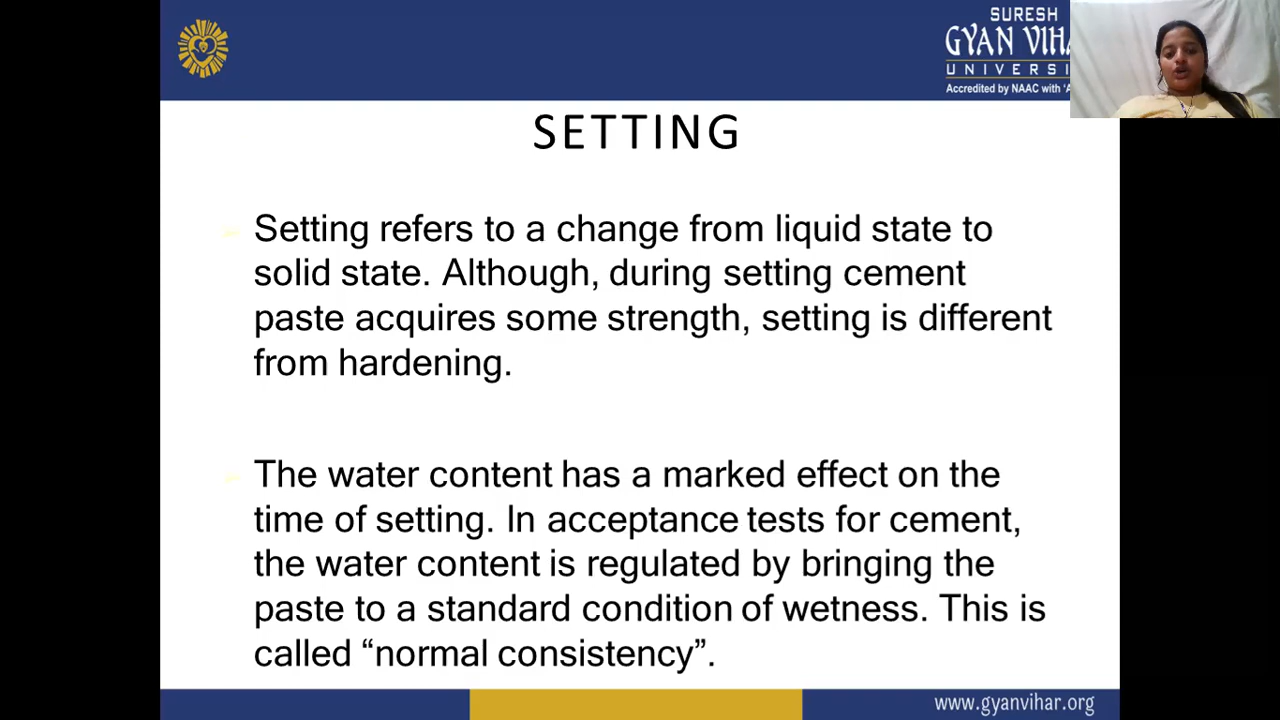 SURESH
GYAN VIHA
UNIVERSI
Accredited by NAAC with 'A
SETTING
Setting refers to a change from liquid state to
solid state. Although, during setting cement
paste acquires some strength, setting is different
from hardening.
The water content has a marked effect on the
time of setting. In acceptance tests for cement,
the water content is regulated by bringing the
paste to a standard condition of wetness. This is
called “normal consistency”.
www.gyanvihar.org